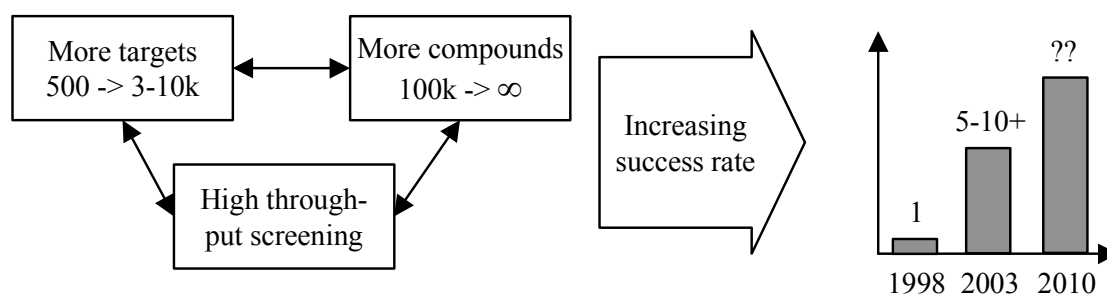 More targets
500 -> 3-10k
More compounds
100k -> ∞
High through-
put screening
Increasing
success rate
??
5-10+
1
1998 2003 2010